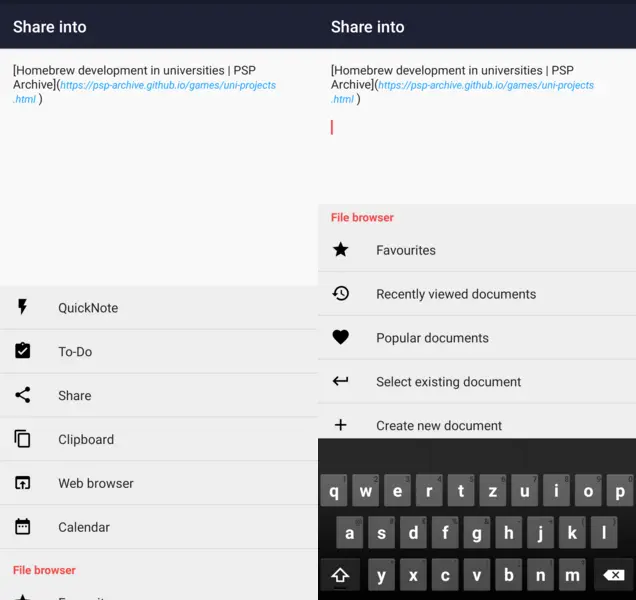 Share into
[Homebrew development in universities | PSP
Archive](https://psp-archive.github.io/games/uni-projects
.html )
QuickNote
To-Do
Share
Clipboard
Web browser
Calendar
File browser
Share into
[Homebrew development in universities | PSP
Archive](https://psp-archive.github.io/games/uni-projects
.html )
File browser
Favourites
Recently viewed documents
Popular documents
Select existing document
Create new document
q w e r t z u i o p
a s d f g h j k l
y x c v b n m